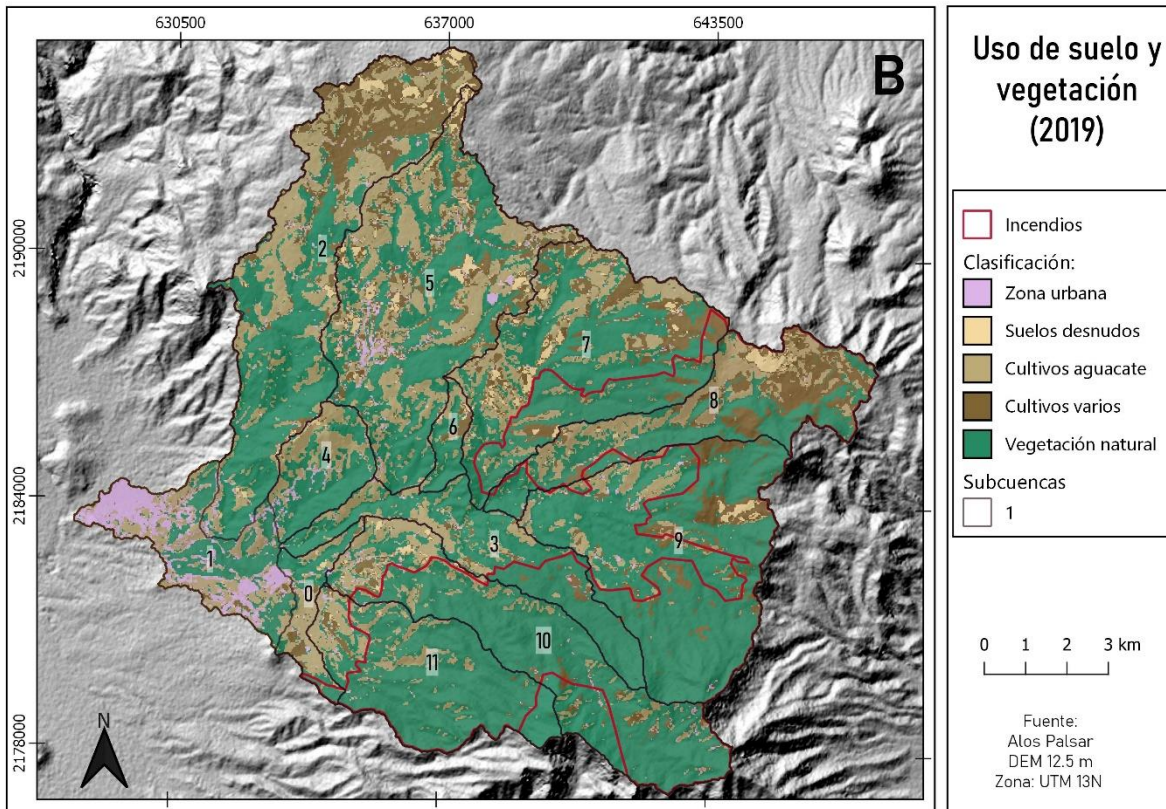 630500
637000
643500
B
2190000
2184000
2178000
2
5
7
8
6
4
9
3
1
0
10
11
N
Uso de suelo y
vegetación
(2019)
Incendios
Clasificación:
Zona urbana
Suelos desnudos
Cultivos aguacate
Cultivos varios
Vegetación natural
Subcuencas
1
0 1 2 3 km
Fuente:
Alos Palsar
DEM 12.5 m
Zona: UTM 13N